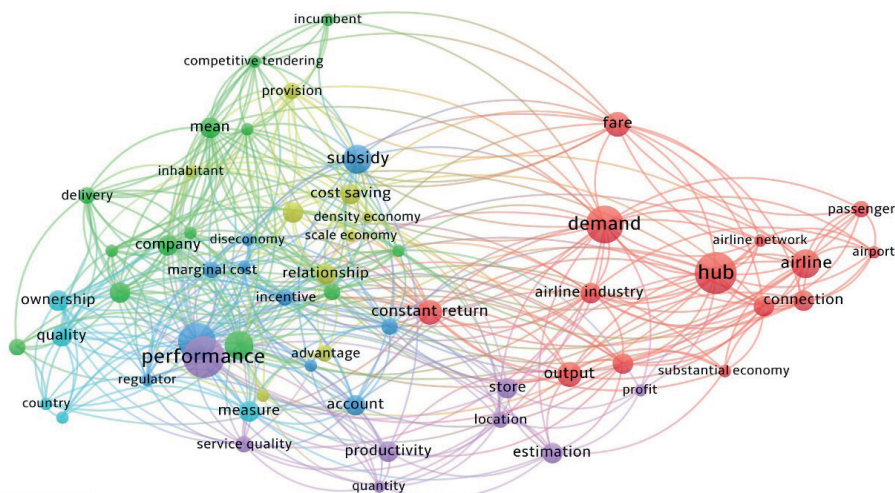 incumbent
competitive tendering
provision
mean
fare
subsidy
inhabitant
delivery
cost saving
passenger
density economy
demand
scale economy
company
diseconomy
airline network
airport
hub
airline
marginal cost
relationship
ownership
incentive
airline industry
connection
constant return
quality
performance
advantage
regulator
output
substantial economy
store
profit
country
measure
account
location
service quality
productivity
estimation
quantity